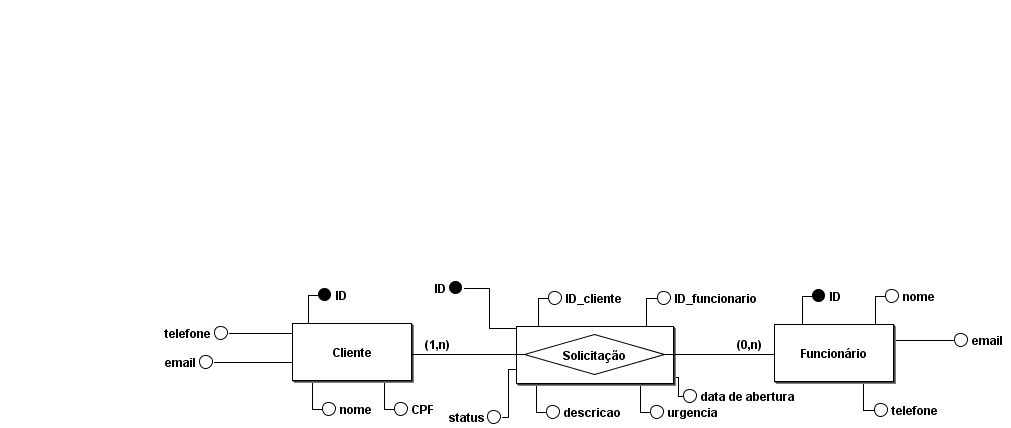 ID
ID
ID_cliente
ID_funcionario
ID
nome
telefone
Cliente
(1,n)
Solicitação
(0,n)
Funcionário
email
email
nome
CPF
status
descricao
urgencia
data de abertura
telefone